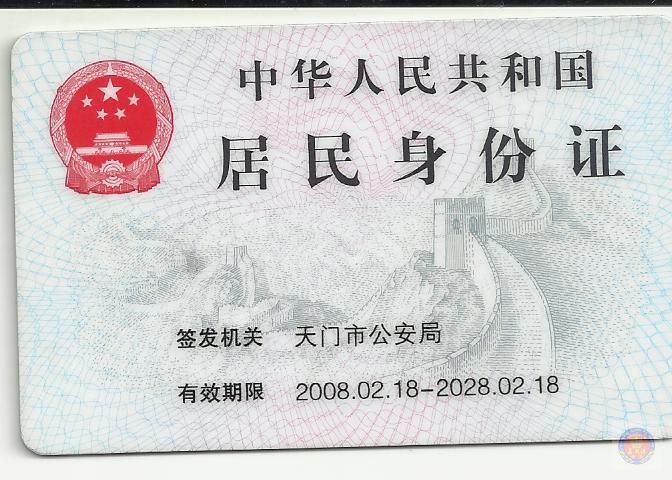 中华人民共和国
居民身份证
签发机关 天门市公安局
有效期限 2008.02.18-2028.02.18